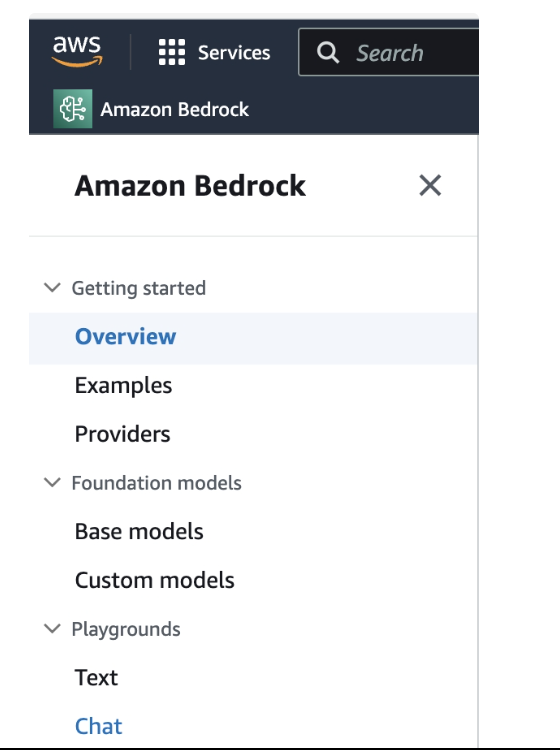 aws
Services
Search
Amazon Bedrock
Amazon Bedrock
Getting started
Overview
Examples
Providers
Foundation models
Base models
Custom models
Playgrounds
Text
Chat